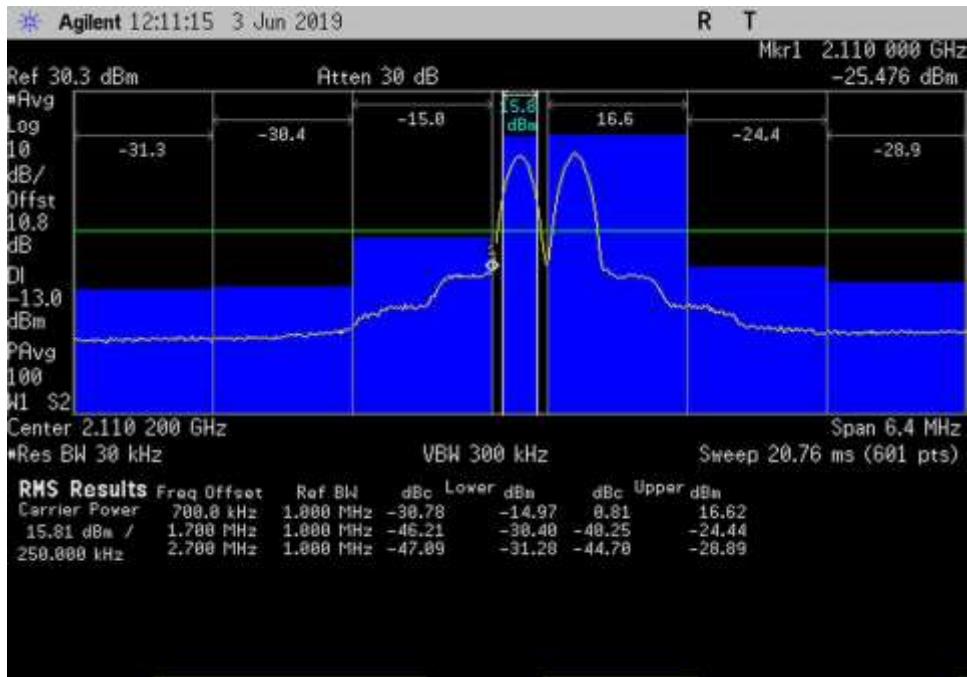 Agilent 12:11:15 3 Jun 2019 R T
Mkr1 2.110 000 GHz
Ref 30.3 dBm Atten 30 dB -25.476 dBm
#Avg
Log
10
dB/
Offst
10.8
dB
DI
-13.0
dBm
PAvg
100
W1 S2
-31.3 -30.4 -15.0 15.8 dBm 16.6 -24.4 -28.9
Center 2.110 200 GHz Span 6.4 MHz
#Res BW 30 kHz VBW 300 kHz Sweep 20.76 ms (601 pts)
RMS Results Freq Offset Ref BW dBc Lower dBm dBc Upper dBm
Carrier Power 700.0 kHz 1.000 MHz -30.78 -14.97 0.81 16.62
15.81 dBm / 1.700 MHz 1.000 MHz -46.21 -30.40 -40.25 -24.44
250.000 kHz 2.700 MHz 1.000 MHz -47.09 -31.28 -44.70 -28.89